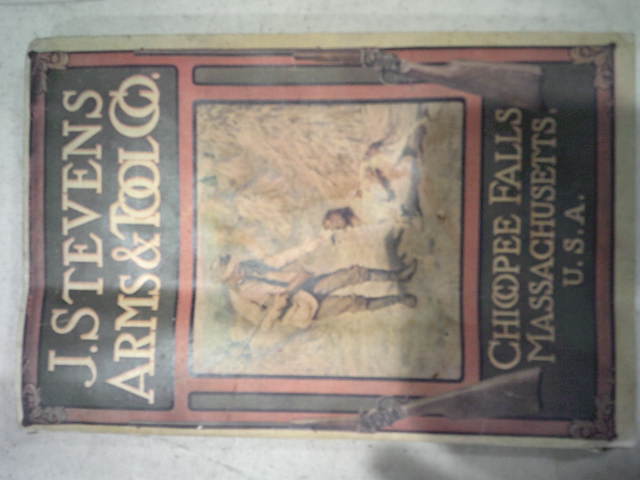 J. STEVENS
ARMS & TOOL CO.
CHICOPEE FALLS
MASSACHUSETTS.
U.S.A.